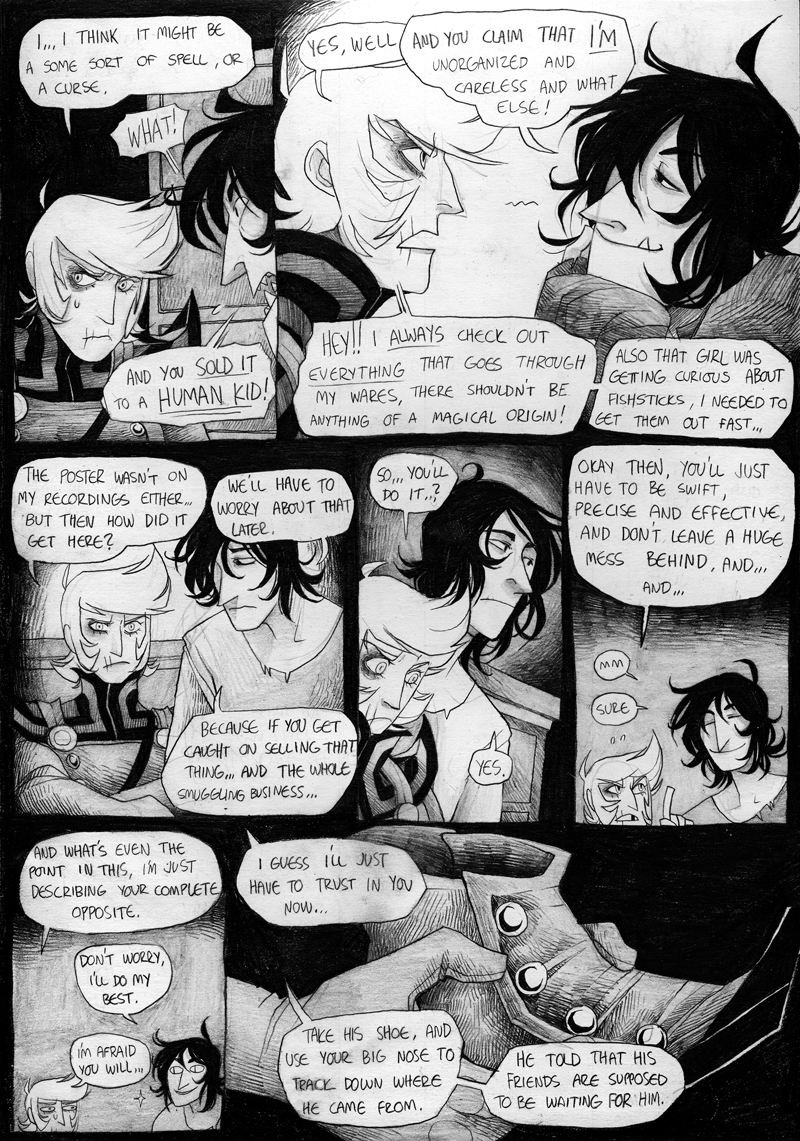 I... I THINK IT MIGHT BE
A SOME SORT OF SPELL, OR
A CURSE.
WHAT!
AND YOU SOLD IT
TO A HUMAN KID!
YES, WELL
AND YOU CLAIM THAT I'M
UNORGANIZED AND
CARELESS AND WHAT
ELSE!
HEY!! I ALWAYS CHECK OUT
EVERYTHING THAT GOES THROUGH
MY WARES, THERE SHOULDN'T BE
ANYTHING OF A MAGICAL ORIGIN!
ALSO THAT GIRL WAS
GETTING CURIOUS ABOUT
FISHSTICKS, I NEEDED TO
GET THEM OUT FAST...
THE POSTER WASN'T ON
MY RECORDINGS EITHER...
BUT THEN HOW DID IT
GET HERE?
WE'LL HAVE TO
WORRY ABOUT THAT
LATER.
BECAUSE IF YOU GET
CAUGHT ON SELLING THAT
THING... AND THE WHOLE
SMUGGLING BUSINESS...
SO... YOU'LL
DO IT..?
YES.
OKAY THEN, YOU'LL JUST
HAVE TO BE SWIFT,
PRECISE AND EFFECTIVE,
AND DON'T LEAVE A HUGE
MESS BEHIND, AND...
AND...
MM
SURE
AND WHAT'S EVEN THE
POINT IN THIS, I'M JUST
DESCRIBING YOUR COMPLETE
OPPOSITE.
DON'T WORRY,
I'LL DO MY
BEST.
I'M AFRAID
YOU WILL...
I GUESS I'LL JUST
HAVE TO TRUST IN YOU
NOW...
TAKE HIS SHOE, AND
USE YOUR BIG NOSE TO
TRACK DOWN WHERE
HE CAME FROM.
HE TOLD THAT HIS
FRIENDS ARE SUPPOSED
TO BE WAITING FOR HIM.